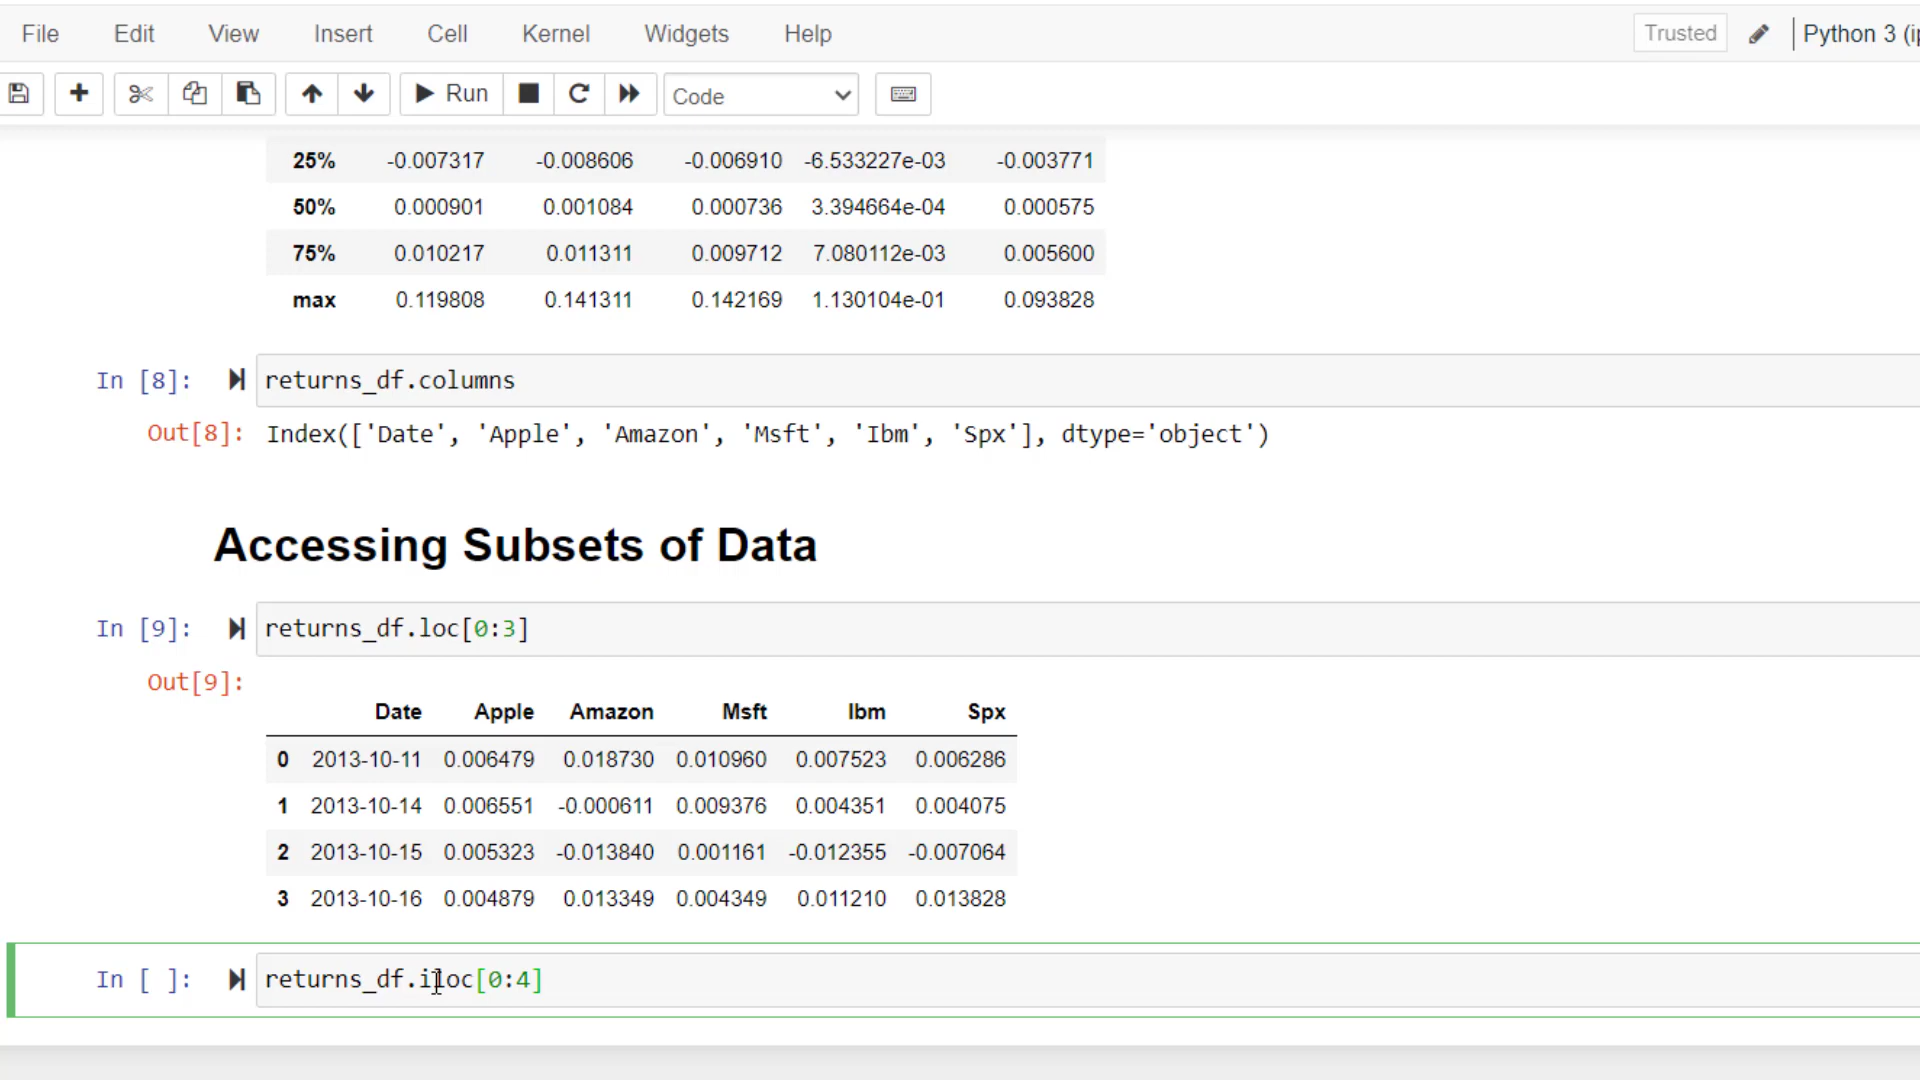 File Edit View Insert Cell Kernel Widgets Help Trusted Python 3 (ip
Run Code
25% -0.007317 -0.008606 -0.006910 -6.533227e-03 -0.003771
50% 0.000901 0.001084 0.000736 3.394664e-04 0.000575
75% 0.010217 0.011311 0.009712 7.080112e-03 0.005600
max 0.119808 0.141311 0.142169 1.130104e-01 0.093828
In [8]: returns_df.columns
Out[8]: Index(['Date', 'Apple', 'Amazon', 'Msft', 'Ibm', 'Spx'], dtype='object')
Accessing Subsets of Data
In [9]: returns_df.loc[0:3]
Out[9]:
Date Apple Amazon Msft Ibm Spx
0 2013-10-11 0.006479 0.018730 0.010960 0.007523 0.006286
1 2013-10-14 0.006551 -0.000611 0.009376 0.004351 0.004075
2 2013-10-15 0.005323 -0.013840 0.001161 -0.012355 -0.007064
3 2013-10-16 0.004879 0.013349 0.004349 0.011210 0.013828
In [ ]: returns_df.iloc[0:4]